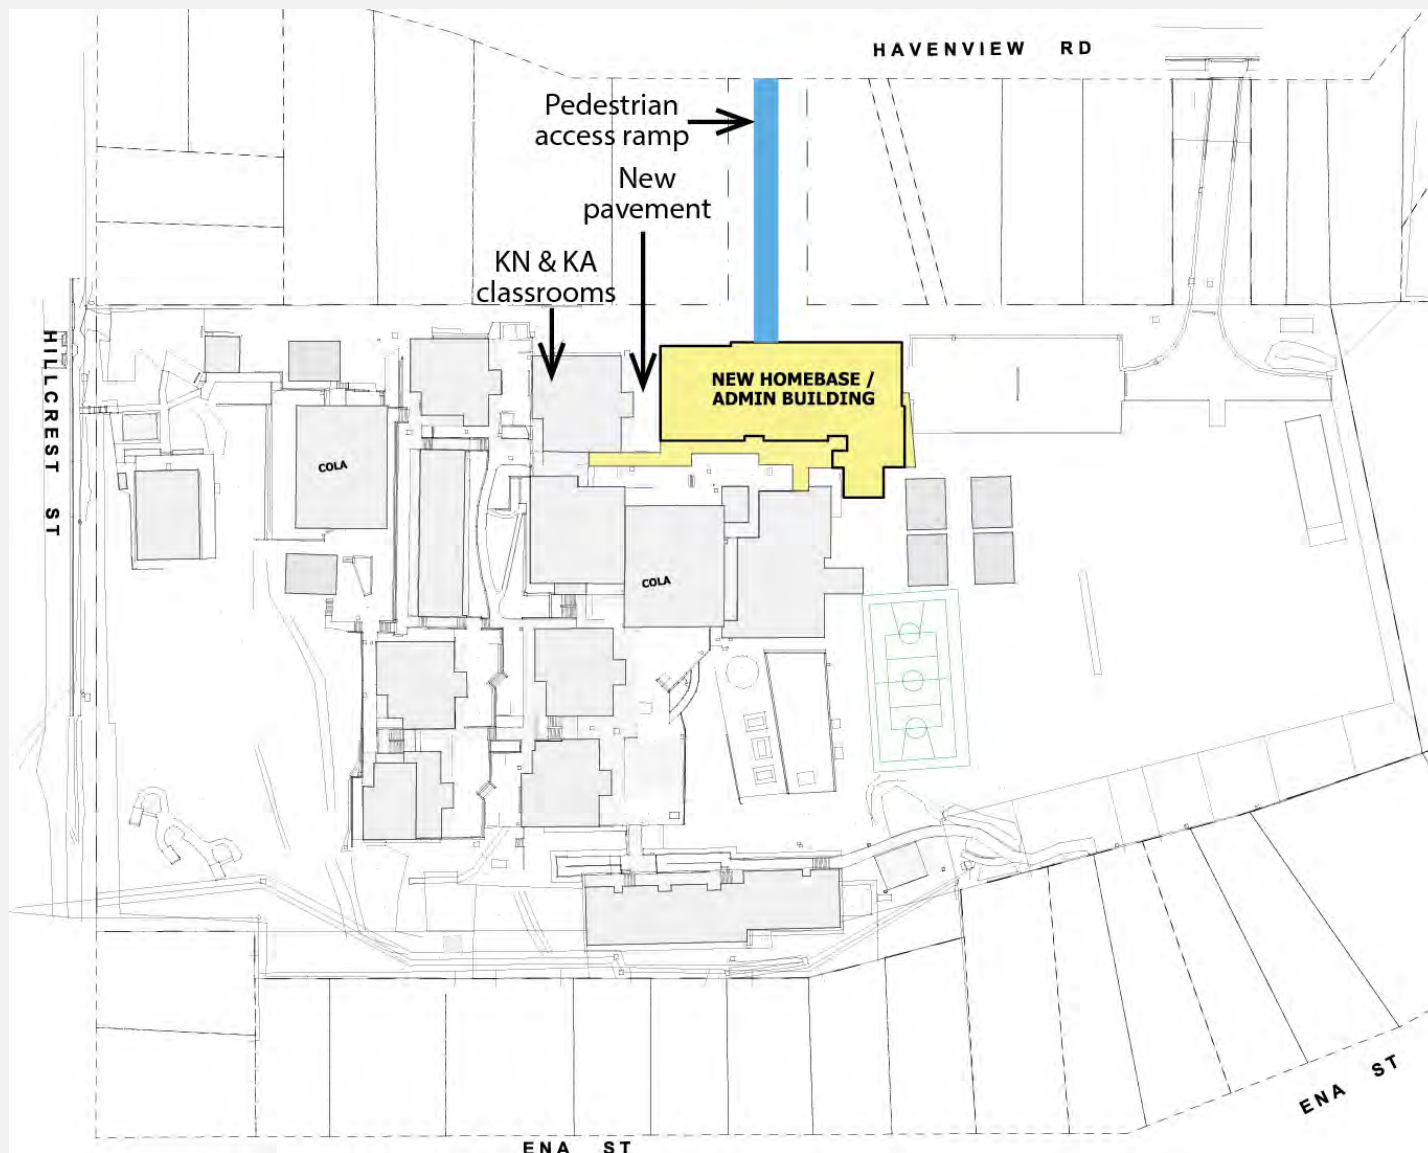 HAVENVIEW RD
Pedestrian
access ramp
New
pavement
KN & KA
classrooms
HILLCREST ST
NEW HOMEBASE /
ADMIN BUILDING
COLA
COLA
ENA ST
ENA ST